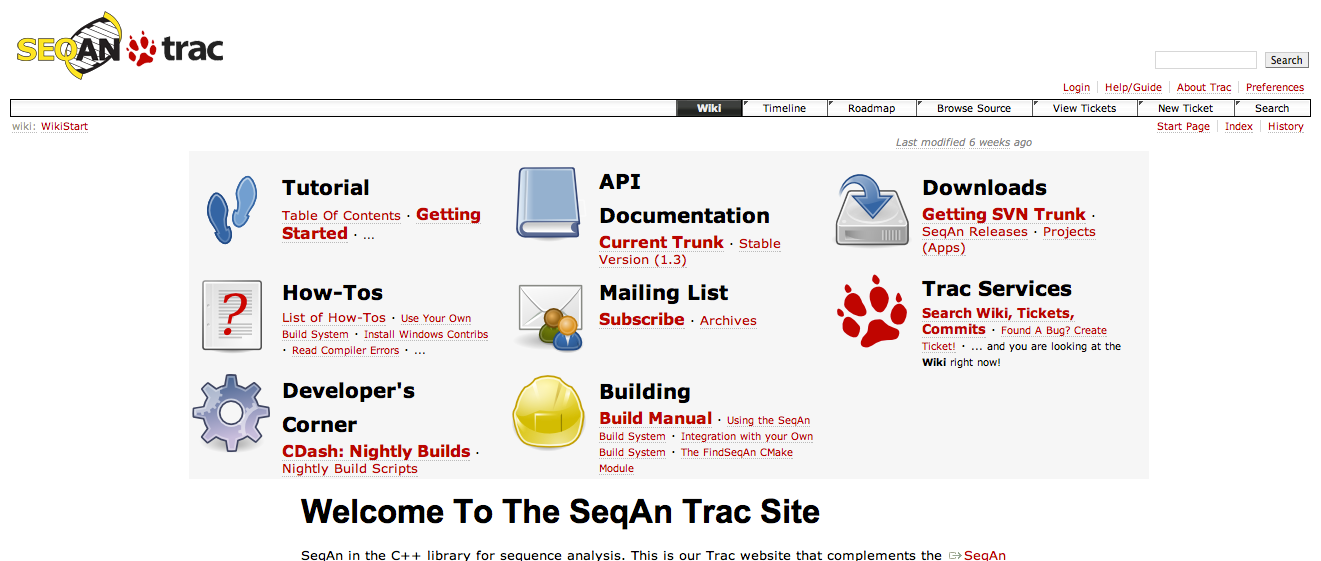 SEQAN trac
Search
Login Help/Guide About Trac Preferences
Wiki Timeline Roadmap Browse Source View Tickets New Ticket Search
wiki: WikiStart
Start Page Index History
Last modified 6 weeks ago
Tutorial
Table Of Contents · Getting
Started · ...
API
Documentation
Current Trunk · Stable
Version (1.3)
Downloads
Getting SVN Trunk ·
SeqAn Releases · Projects
(Apps)
How-Tos
List of How-Tos · Use Your Own
Build System · Install Windows Contribs
· Read Compiler Errors · ...
Mailing List
Subscribe · Archives
Trac Services
Search Wiki, Tickets,
Commits · Found A Bug? Create
Ticket! · ... and you are looking at the
Wiki right now!
Developer's
Corner
CDash: Nightly Builds ·
Nightly Build Scripts
Building
Build Manual · Using the SeqAn
Build System · Integration with your Own
Build System · The FindSeqAn CMake
Module
Welcome To The SeqAn Trac Site
SeqAn in the C++ library for sequence analysis. This is our Trac website that complements the SeqAn